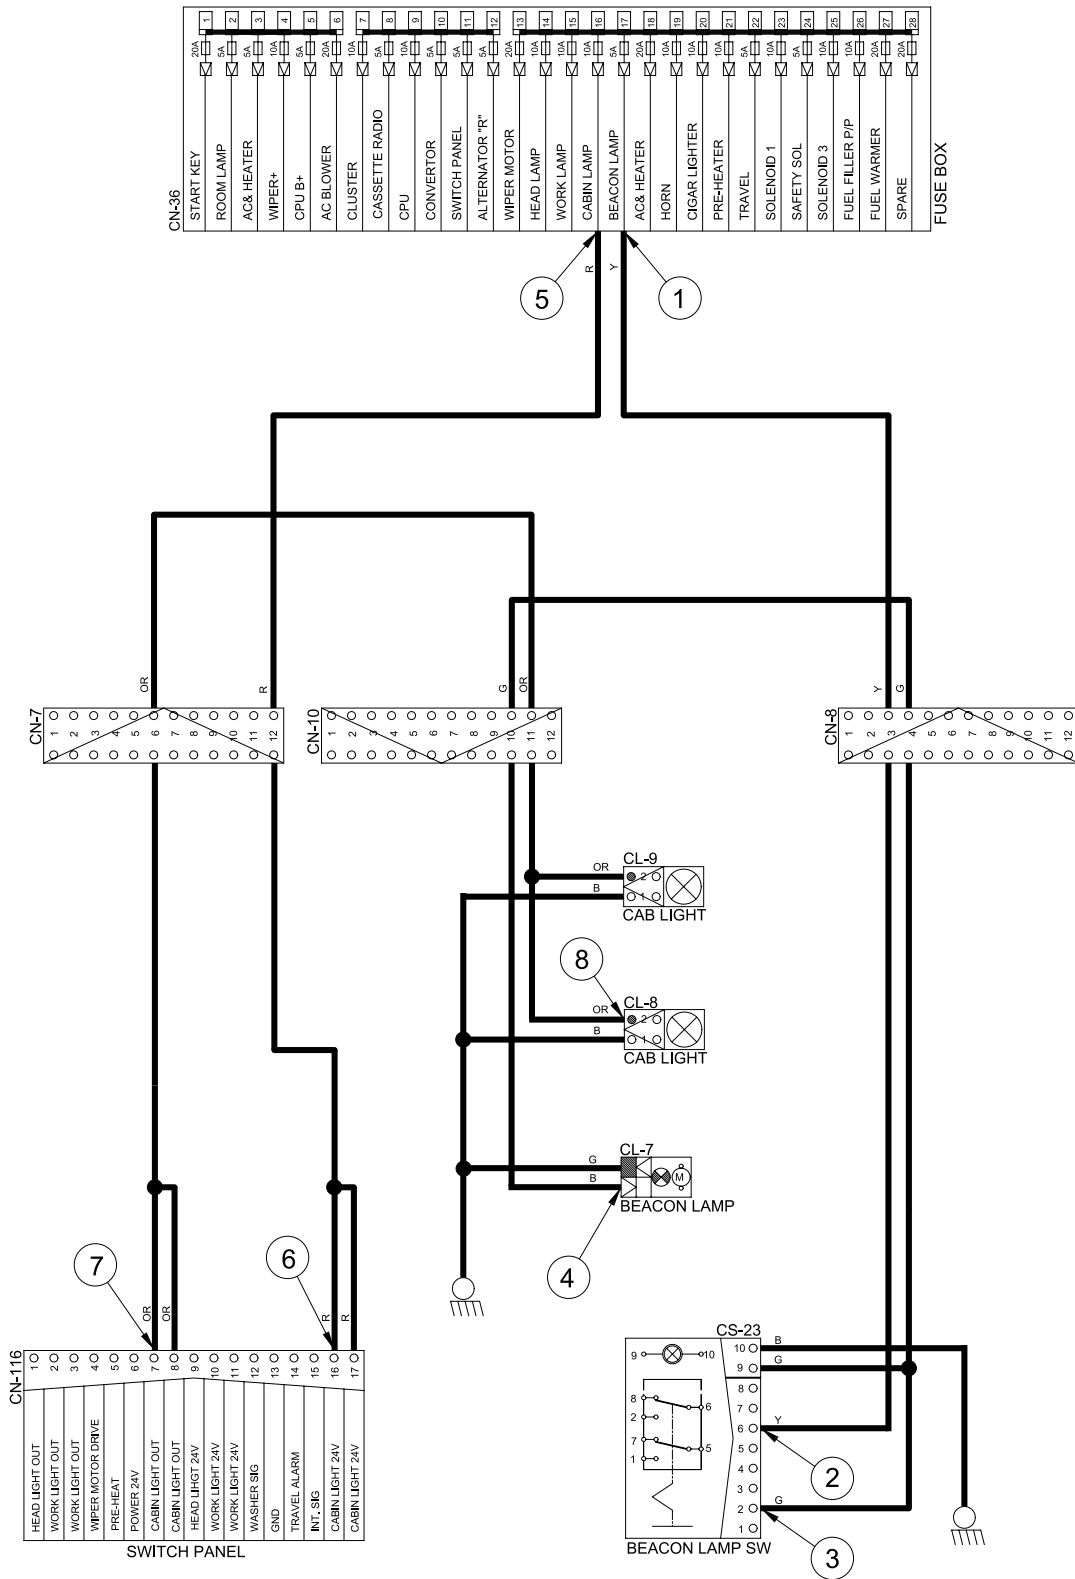 CN-36
1 2 3 4 5 6 7 8 9 10 11 12 13 14 15 16 17 18 19 20 21 22 23 24 25 26 27 28
20A 5A 5A 10A 5A 20A 10A 5A 10A 5A 5A 5A 20A 10A 10A 10A 5A 10A 10A 10A 10A 5A 10A 5A 10A 10A 20A 20A
START KEY
ROOM LAMP
AC& HEATER
WIPER+
CPU B+
AC BLOWER
CLUSTER
CASSETTE RADIO
CPU
CONVERTOR
SWITCH PANEL
ALTERNATOR "R"
WIPER MOTOR
HEAD LAMP
WORK LAMP
CABIN LAMP
BEACON LAMP
AC& HEATER
HORN
CIGAR LIGHTER
PRE-HEATER
TRAVEL
SOLENOID 1
SAFETY SOL
SOLENOID 3
FUEL FILLER P/P
FUEL WARMER
SPARE
FUSE BOX
R Y
5 1
OR R G OR Y G
CN-7
1 2 3 4 5 6 7 8 9 10 11 12
CN-10
1 2 3 4 5 6 7 8 9 10 11 12
CN-8
1 2 3 4 5 6 7 8 9 10 11 12
CL-9
OR 2
B 1
CAB LIGHT
8
CL-8
OR 2
B 1
CAB LIGHT
CL-7
G
B M
BEACON LAMP
4
7 6
OR OR R R
CN-116
1 2 3 4 5 6 7 8 9 10 11 12 13 14 15 16 17
HEAD LIGHT OUT
WORK LIGHT OUT
WORK LIGHT OUT
WIPER MOTOR DRIVE
PRE-HEAT
POWER 24V
CABIN LIGHT OUT
CABIN LIGHT OUT
HEAD LIHGT 24V
WORK LIGHT 24V
WORK LIGHT 24V
WASHER SIG
GND
TRAVEL ALARM
INT. SIG
CABIN LIGHT 24V
CABIN LIGHT 24V
SWITCH PANEL
CS-23
9 10
8 6
2
7 5
1
10 B
9 G
8
7
6 Y
5
4
3
2 G
1
BEACON LAMP SW
2
3